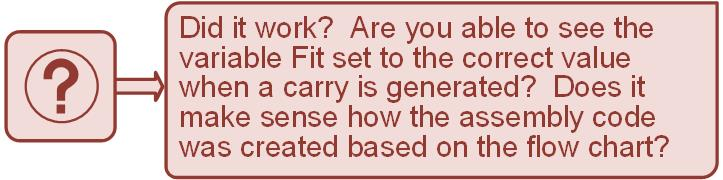 ?
Did it work?  Are you able to see the
variable Fit set to the correct value
when a carry is generated?  Does it
make sense how the assembly code
was created based on the flow chart?